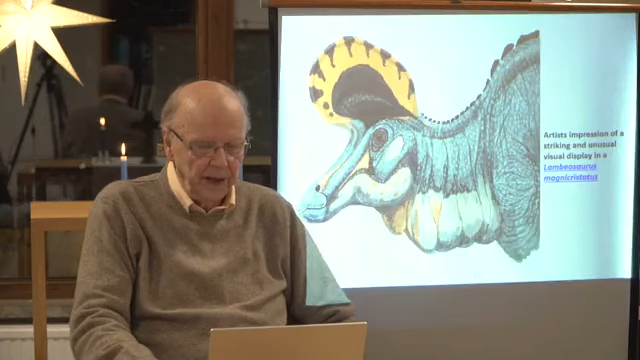 Artists impression of a
striking and unusual
visual display in a
Lambeosaurus
magnicristatus